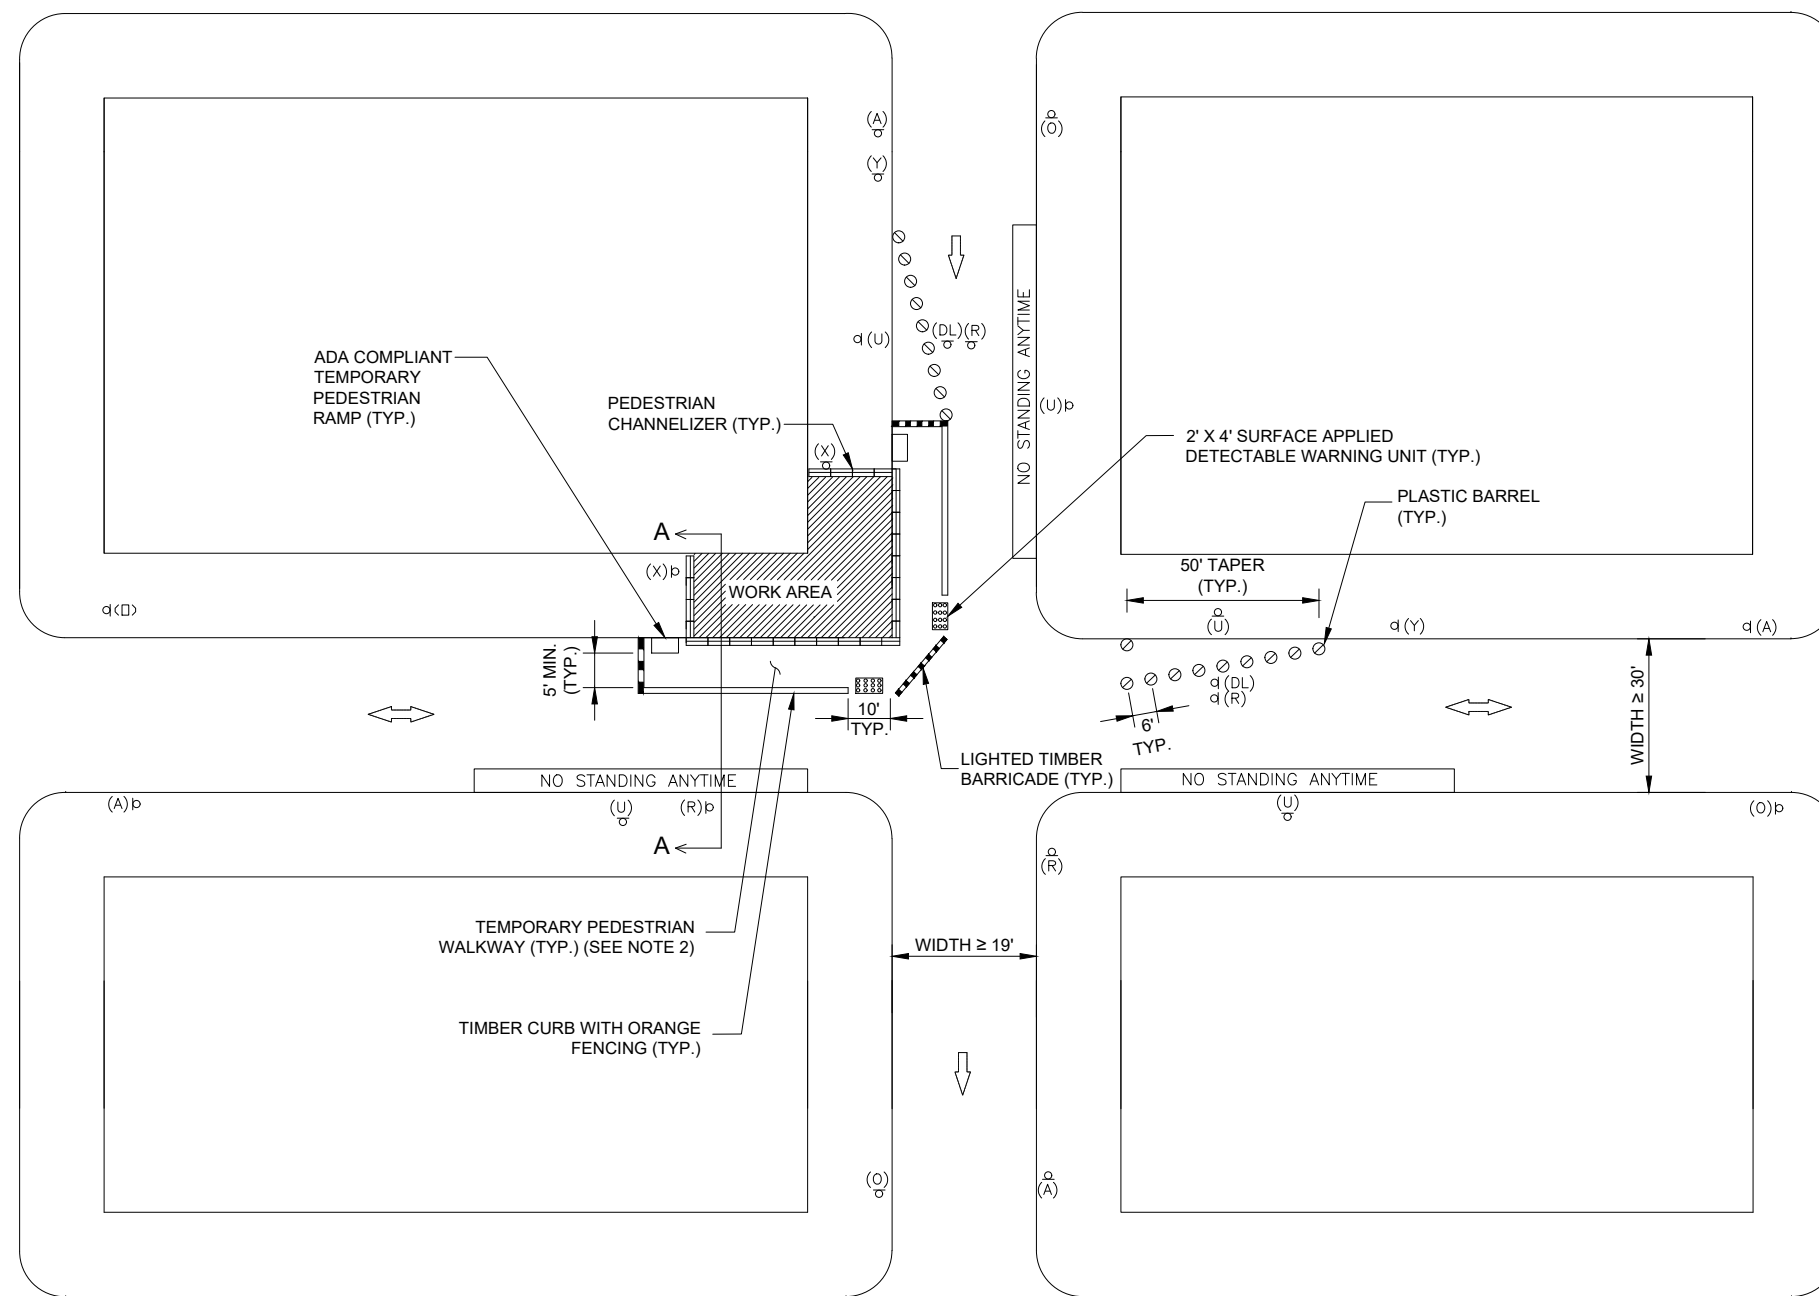 (A)
(O)
(Y)
NO STANDING ANYTIME
(DL)(R)
(U)
ADA COMPLIANT
TEMPORARY
PEDESTRIAN
RAMP (TYP.)
PEDESTRIAN
CHANNELIZER (TYP.)
(U)
(X)
2' X 4' SURFACE APPLIED
DETECTABLE WARNING UNIT (TYP.)
PLASTIC BARREL
(TYP.)
A
(X)
WORK AREA
50' TAPER
(TYP.)
(U)
(Y)
(A)
5' MIN.
(TYP.)
(DL)
(R)
WIDTH ≥ 30'
10'
TYP.
6'
TYP.
LIGHTED TIMBER
BARRICADE (TYP.)
NO STANDING ANYTIME
NO STANDING ANYTIME
(A)
(U)
(R)
(U)
(O)
A
(R)
TEMPORARY PEDESTRIAN
WALKWAY (TYP.) (SEE NOTE 2)
WIDTH ≥ 19'
TIMBER CURB WITH ORANGE
FENCING (TYP.)
(O)
(A)